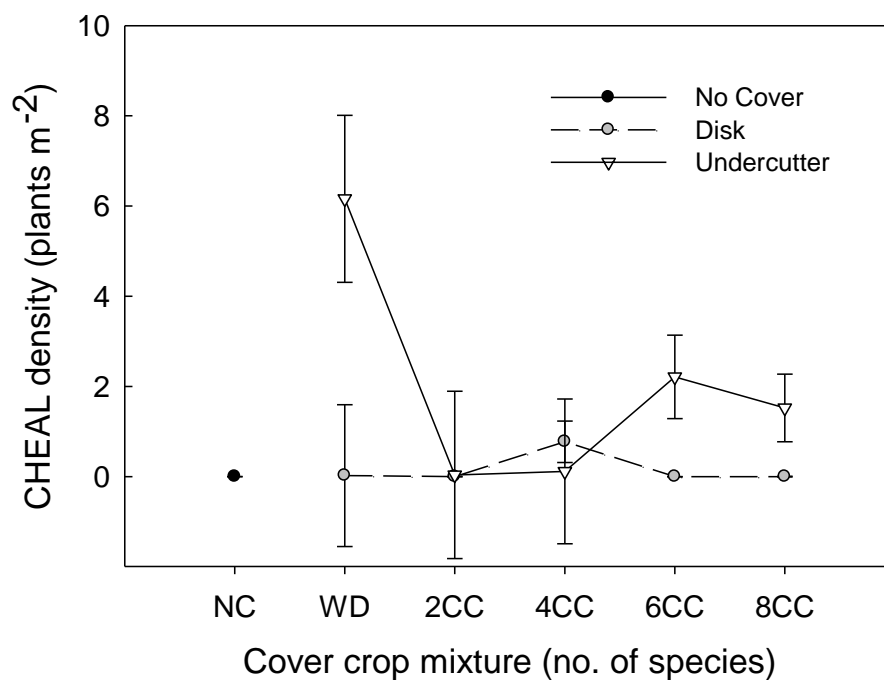 10
8
6
4
2
0
CHEAL density (plants m-2)
No Cover
Disk
Undercutter
NC WD 2CC 4CC 6CC 8CC
Cover crop mixture (no. of species)